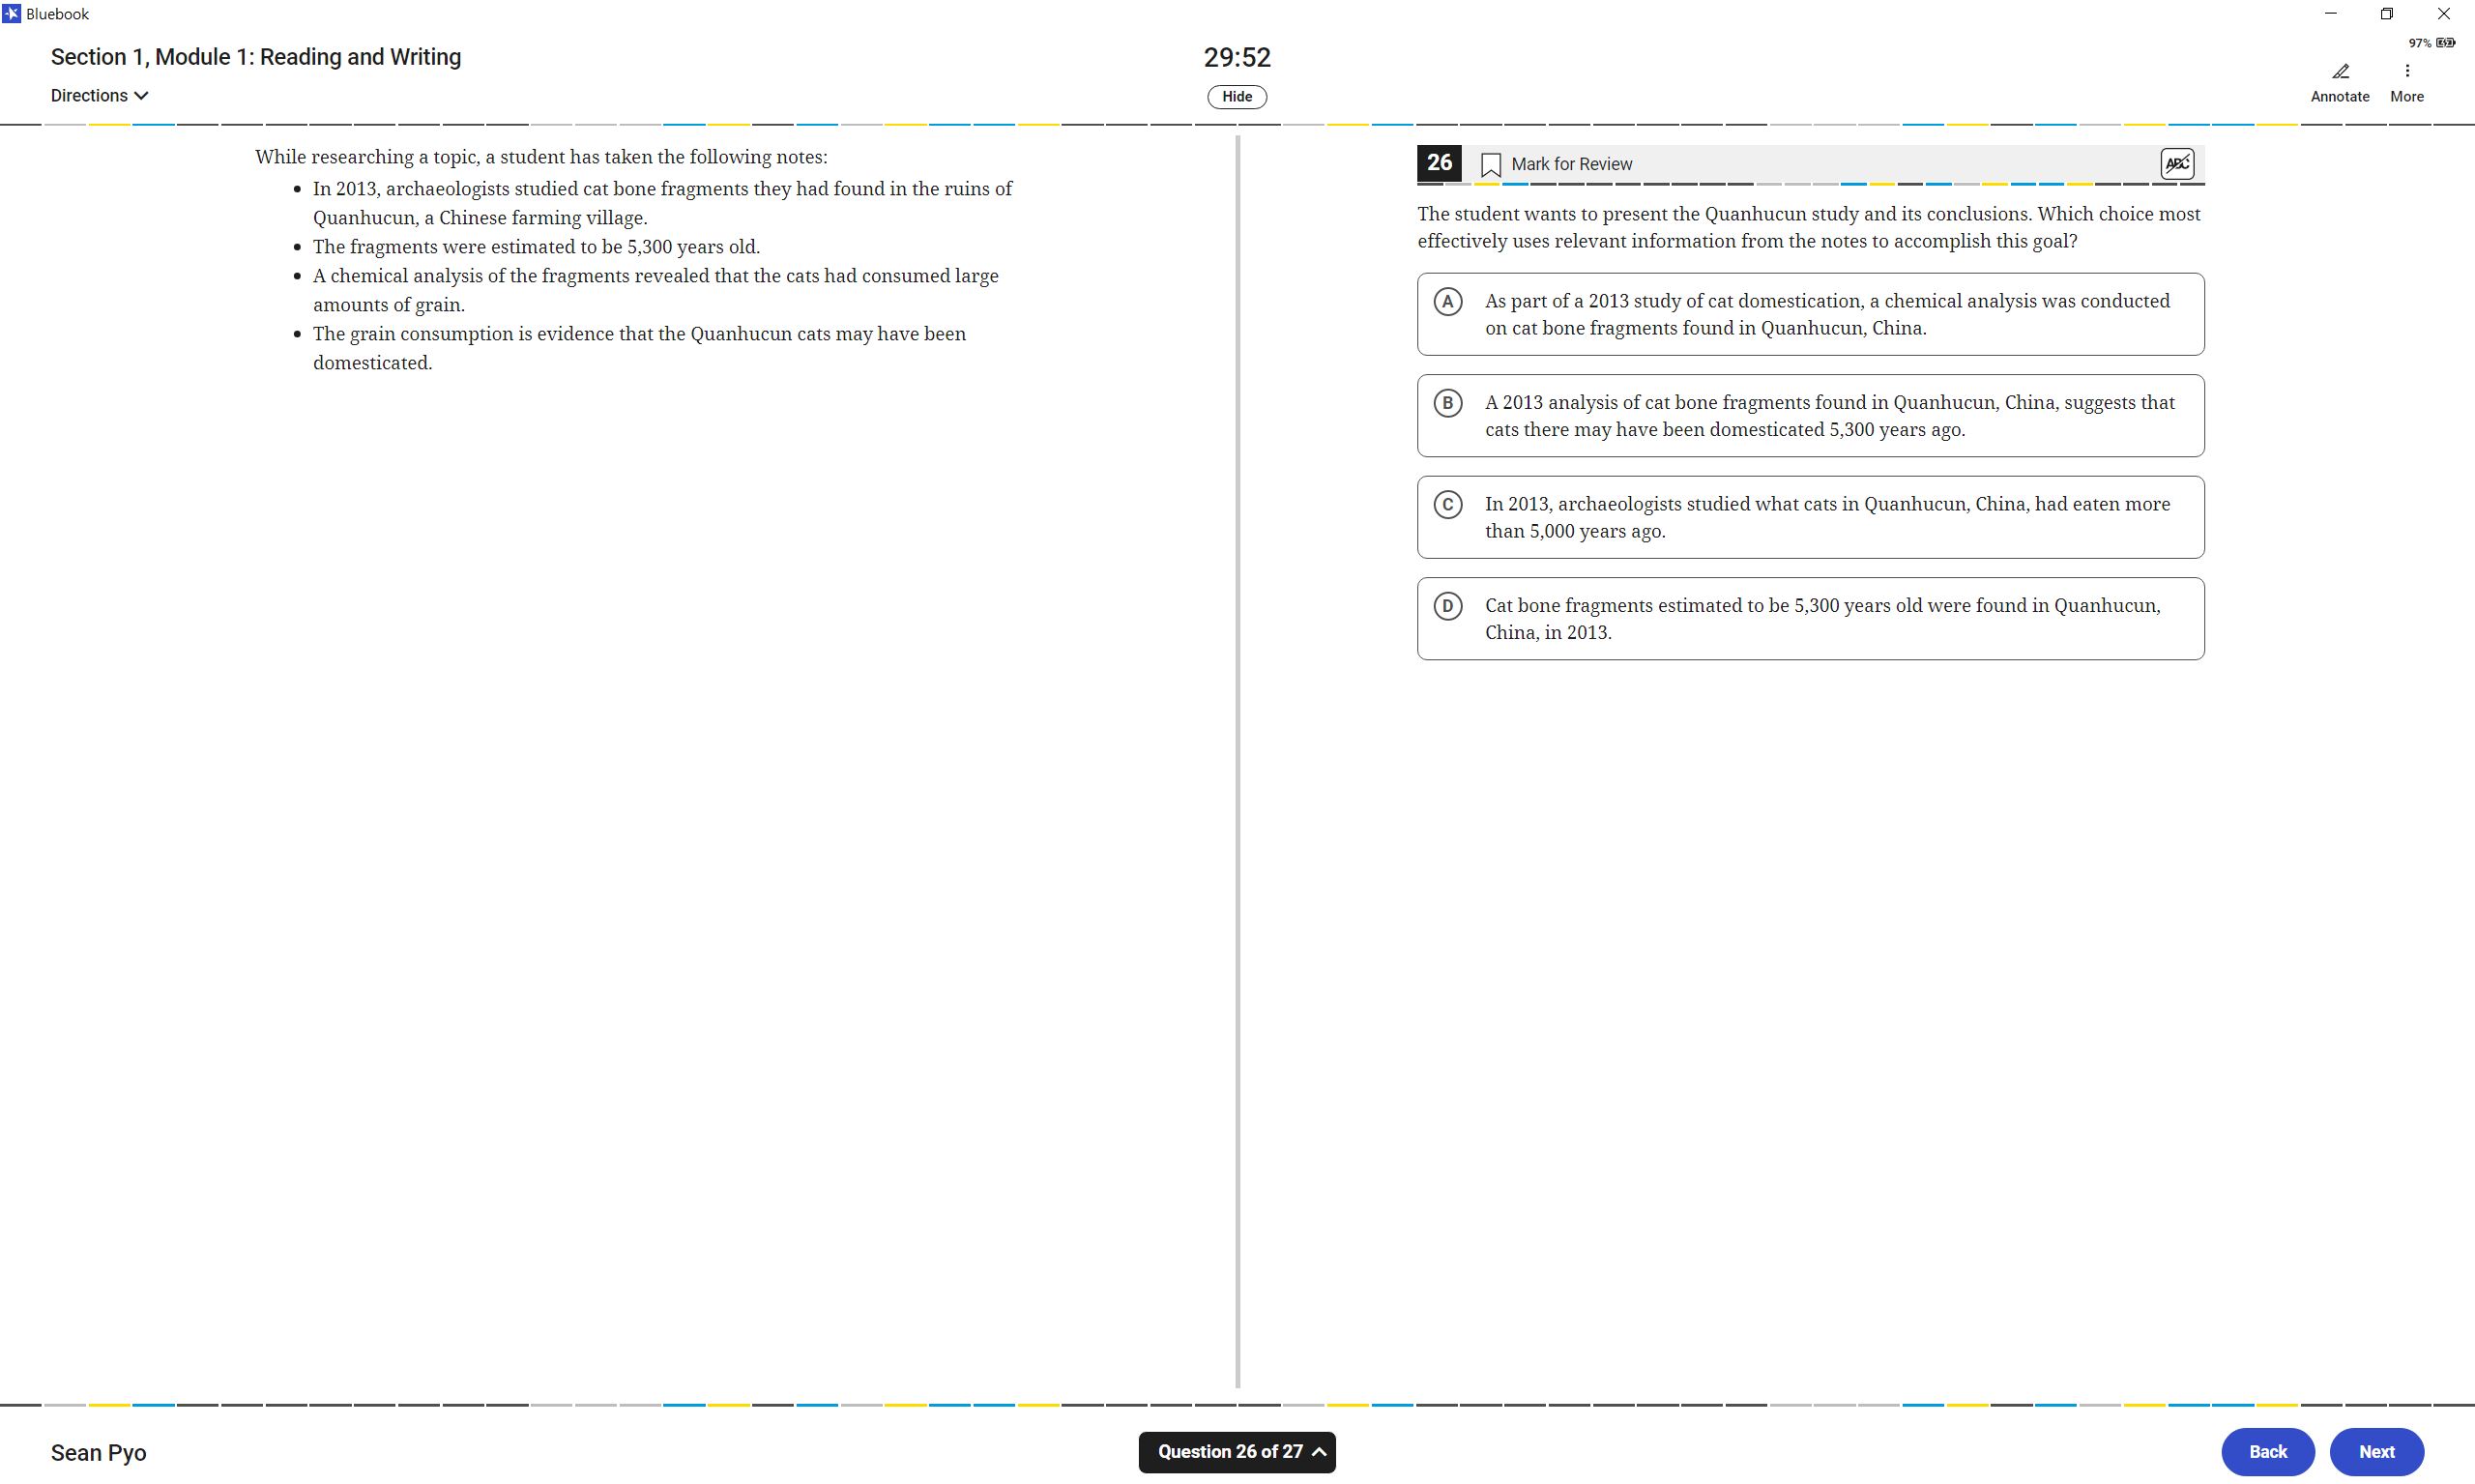 Bluebook
Section 1, Module 1: Reading and Writing
29:52
97%
Directions
Hide
Annotate
More
While researching a topic, a student has taken the following notes:
• In 2013, archaeologists studied cat bone fragments they had found in the ruins of
Quanhucun, a Chinese farming village.
• The fragments were estimated to be 5,300 years old.
• A chemical analysis of the fragments revealed that the cats had consumed large
amounts of grain.
• The grain consumption is evidence that the Quanhucun cats may have been
domesticated.
26
Mark for Review
ABC
The student wants to present the Quanhucun study and its conclusions. Which choice most
effectively uses relevant information from the notes to accomplish this goal?
A As part of a 2013 study of cat domestication, a chemical analysis was conducted
on cat bone fragments found in Quanhucun, China.
B A 2013 analysis of cat bone fragments found in Quanhucun, China, suggests that
cats there may have been domesticated 5,300 years ago.
C In 2013, archaeologists studied what cats in Quanhucun, China, had eaten more
than 5,000 years ago.
D Cat bone fragments estimated to be 5,300 years old were found in Quanhucun,
China, in 2013.
Sean Pyo
Question 26 of 27
Back
Next